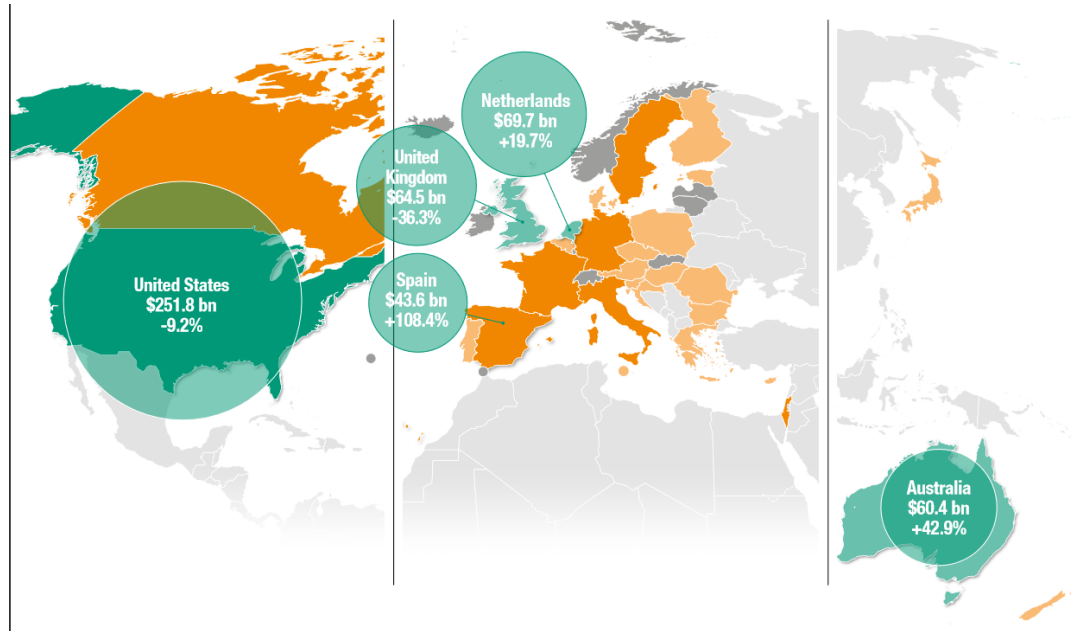 United States
$251.8 bn
-9.2%
United
Kingdom
$64.5 bn
-36.3%
Netherlands
$69.7 bn
+19.7%
Spain
$43.6 bn
+108.4%
Australia
$60.4 bn
+42.9%